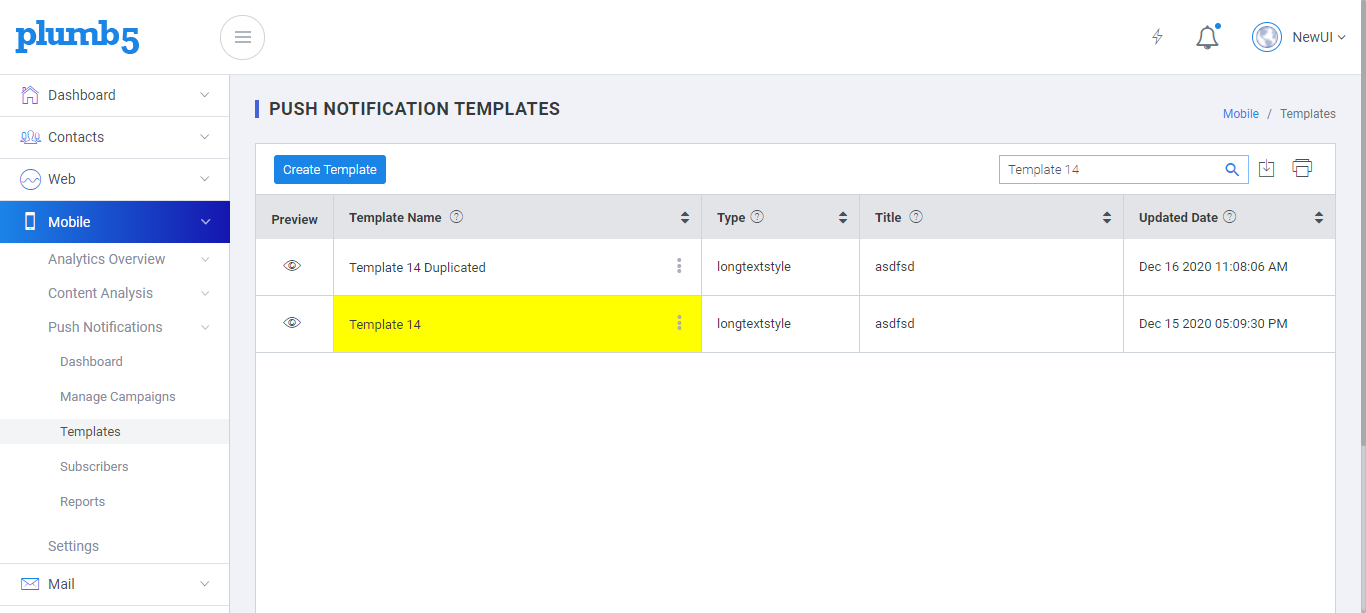 plumb5
NewUI
Dashboard
Contacts
Web
Mobile
Analytics Overview
Content Analysis
Push Notifications
Dashboard
Manage Campaigns
Templates
Subscribers
Reports
Settings
Mail
PUSH NOTIFICATION TEMPLATES
Mobile / Templates
Create Template
Template 14
Preview Template Name ? Type ? Title ? Updated Date ?
Template 14 Duplicated longtextstyle asdfsd Dec 16 2020 11:08:06 AM
Template 14 longtextstyle asdfsd Dec 15 2020 05:09:30 PM